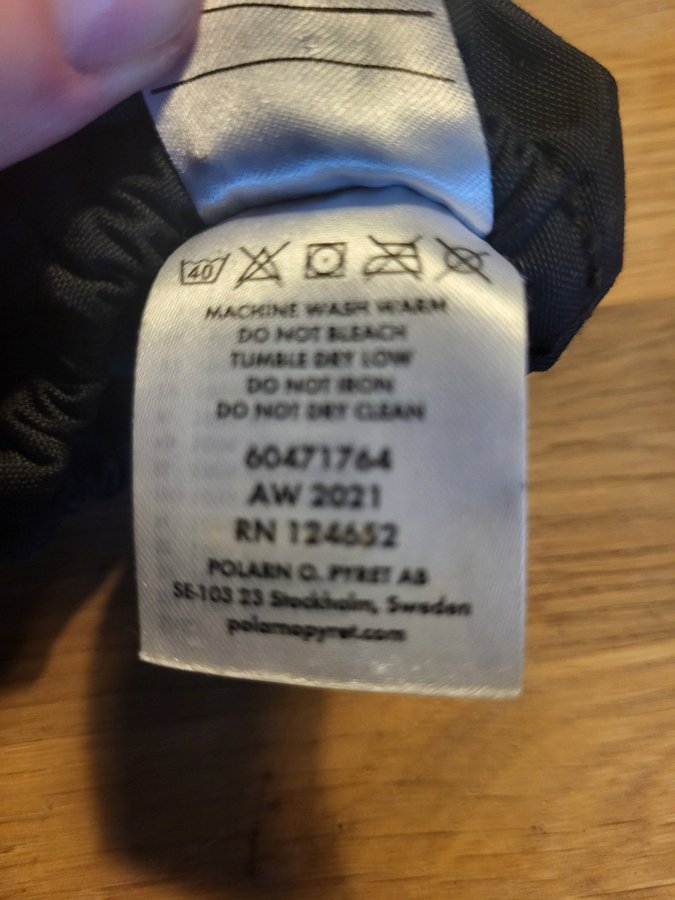 40
MACHINE WASH WARM
DO NOT BLEACH
TUMBLE DRY LOW
DO NOT IRON
DO NOT DRY CLEAN
60471764
AW 2021
RN 124652
POLARN O. PYRET AB
SE-103 23 Stockholm, Sweden
polarnopyret.com